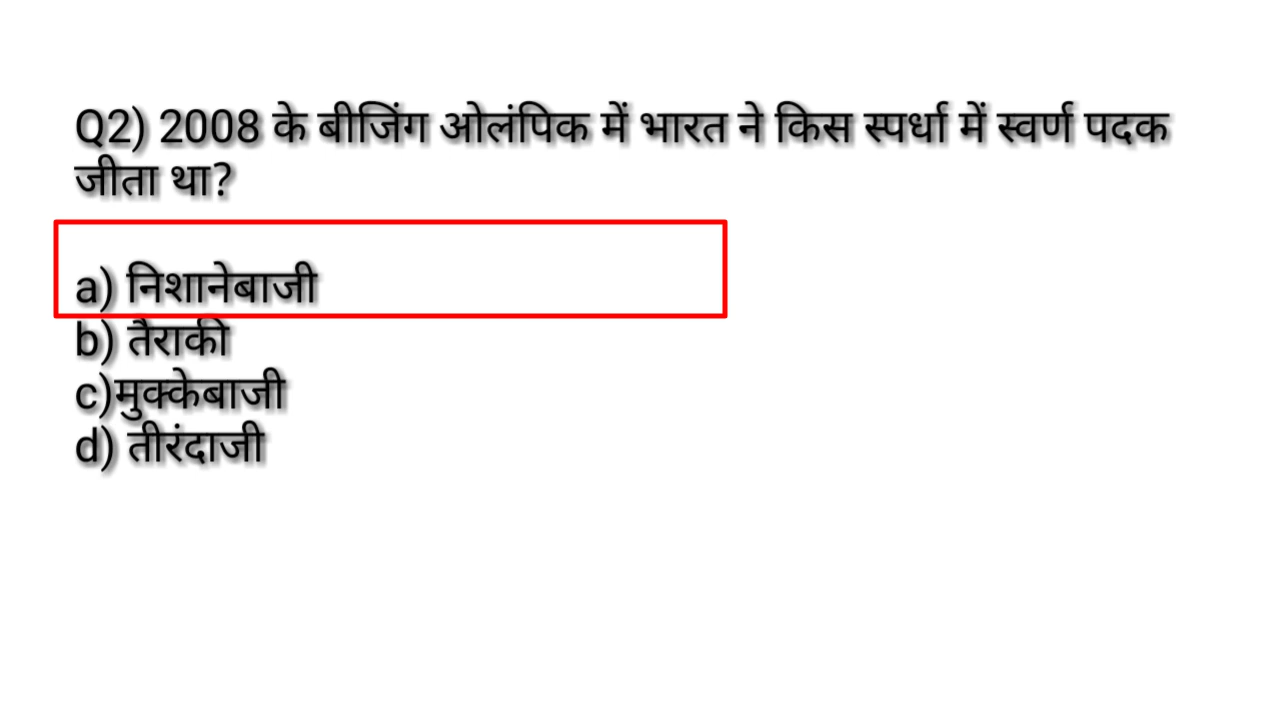 Q2) 2008 के बीजिंग ओलंपिक में भारत ने किस स्पर्धा में स्वर्ण पदक
जीता था?
a) निशानेबाजी
b) तैराकी
c)मुक्केबाजी
d) तीरंदाजी